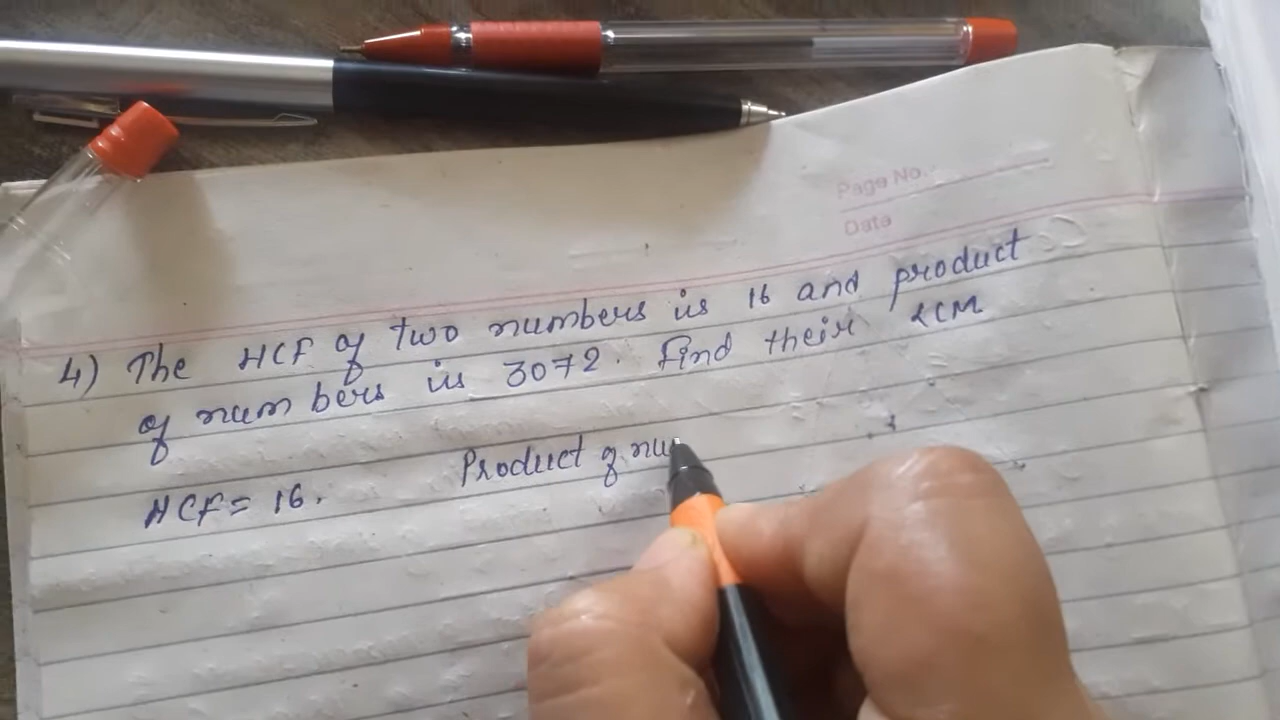 Page No.
Date
4) The HCF of two numbers is 16 and product
of numbers is 3072. Find their LCM
HCF = 16.
Product of nu